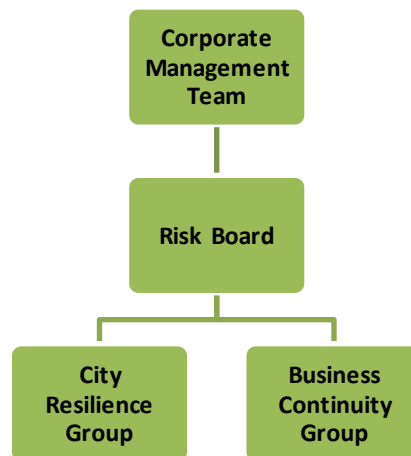 Corporate
Management
Team
Risk Board
City
Resilience
Group
Business
Continuity
Group